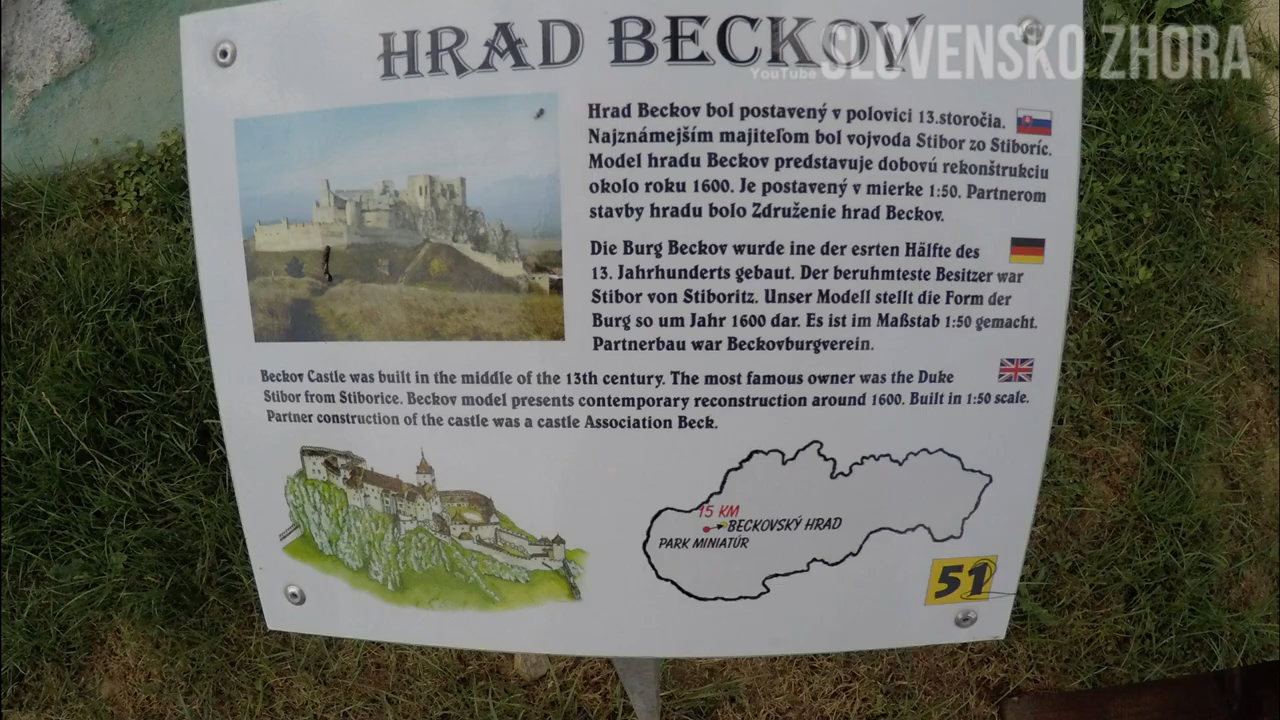 HRAD BECKOV
YouTube SLOVENSKO ZHORA
Hrad Beckov bol postavený v polovici 13.storočia.
Najznámejším majiteľom bol vojvoda Stibor zo Stiboríc.
Model hradu Beckov predstavuje dobovú rekonštrukciu
okolo roku 1600. Je postavený v mierke 1:50. Partnerom
stavby hradu bolo Združenie hrad Beckov.
Die Burg Beckov wurde ine der esrten Hälfte des
13. Jahrhunderts gebaut. Der beruhmteste Besitzer war
Stibor von Stiboritz. Unser Modell stellt die Form der
Burg so um Jahr 1600 dar. Es ist im Maßstab 1:50 gemacht.
Partnerbau war Beckovburgverein.
Beckov Castle was built in the middle of the 13th century. The most famous owner was the Duke
Stibor from Stiborice. Beckov model presents contemporary reconstruction around 1600. Built in 1:50 scale.
Partner construction of the castle was a castle Association Beck.
15 KM
BECKOVSKÝ HRAD
PARK MINIATÚR
51